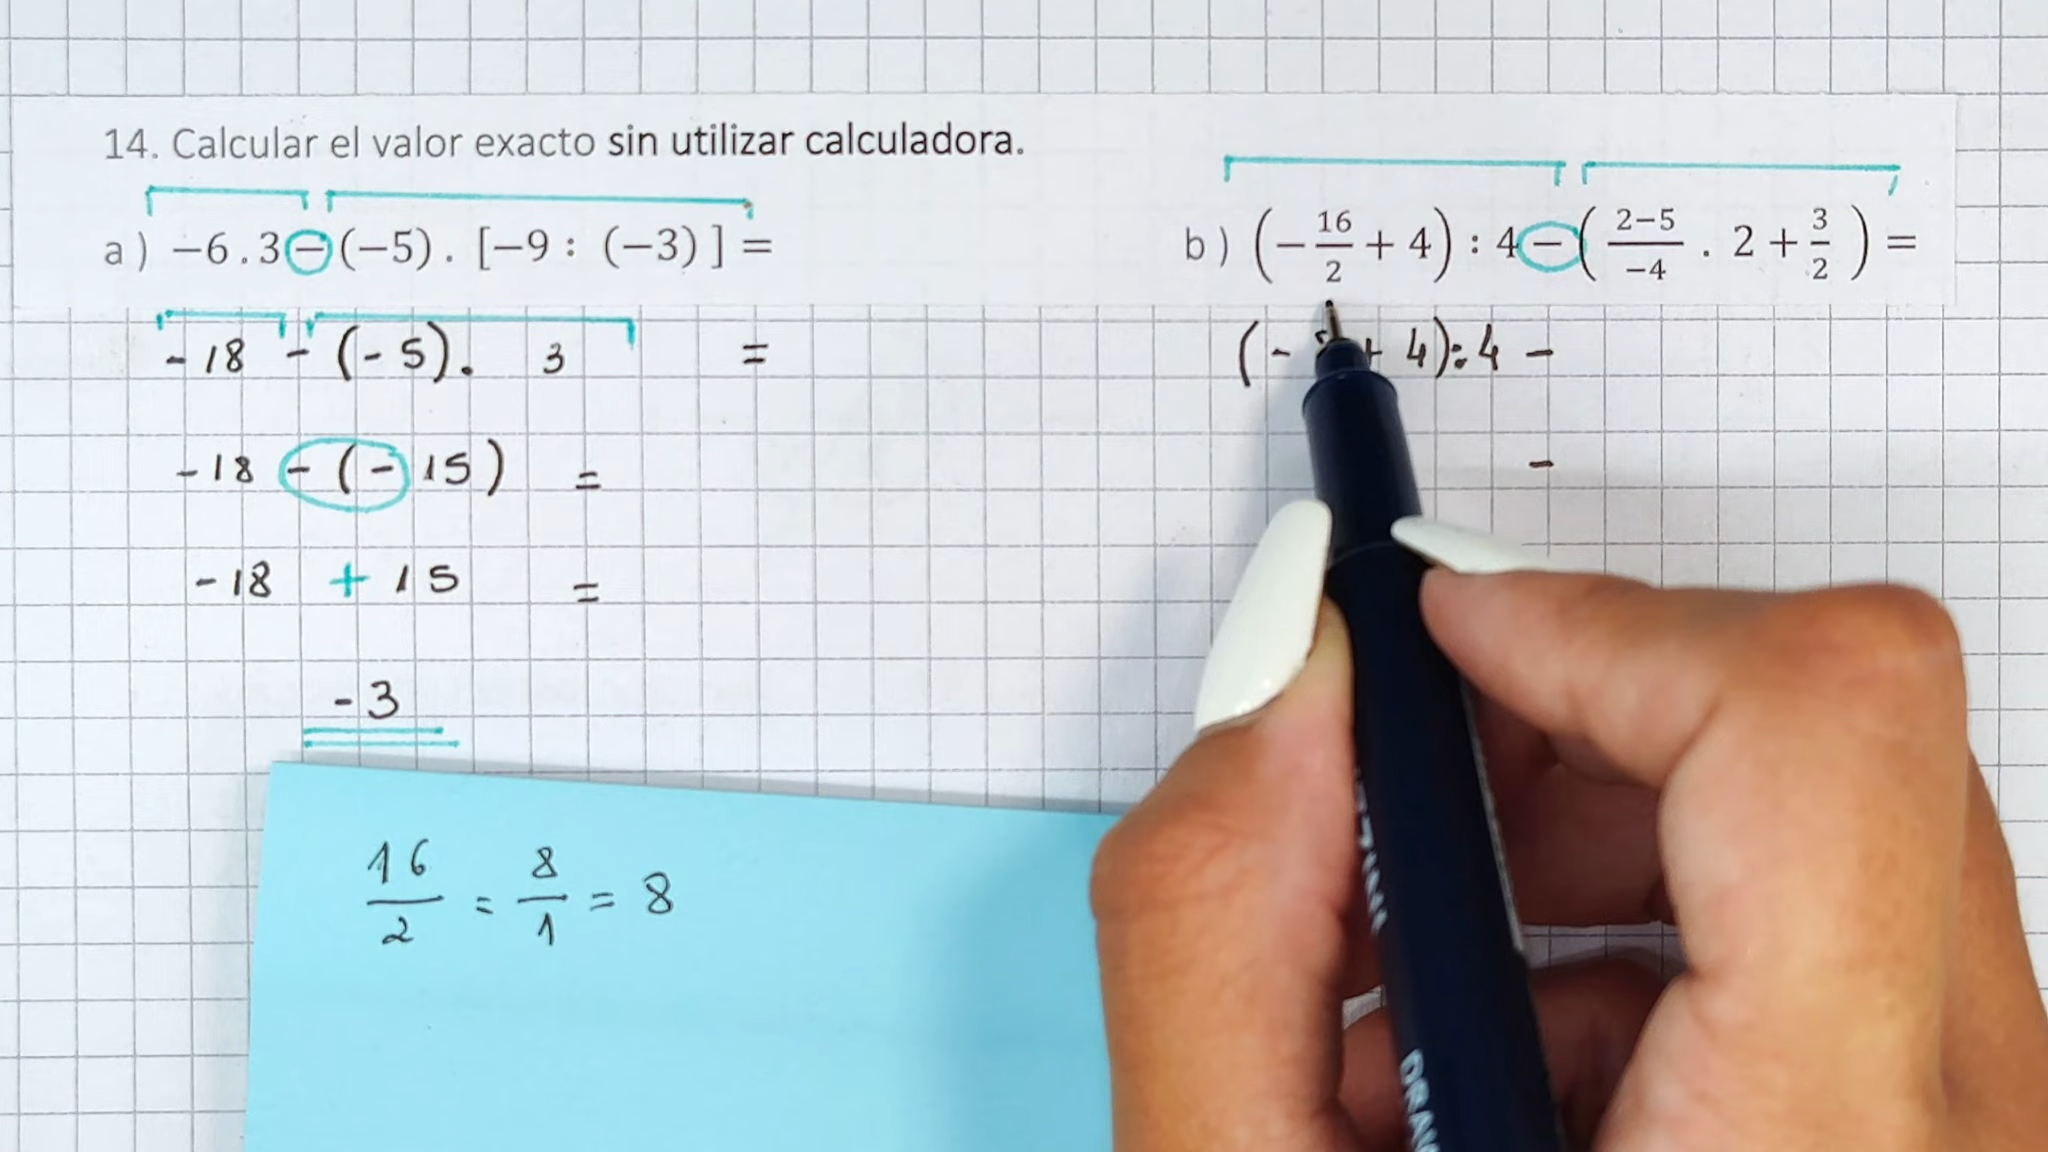 14. Calcular el valor exacto sin utilizar calculadora.
a) −6.3−(−5).[−9 : (−3)]=
-18 -(-5). 3 =
-18 -(-15) =
-18 + 15 =
-3
16/2 = 8/1 = 8
b) (−16/2+4) : 4−(2−5/−4 . 2+3/2)=
(- + 4):4 -
-
DRAW